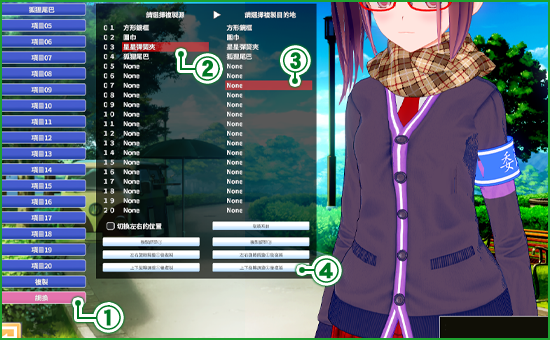 狐狸尾巴
項目05
項目06
項目07
項目08
項目09
項目10
項目11
項目12
項目13
項目14
項目15
項目16
項目17
項目18
項目19
項目20
複製
調換
請選擇複製源 ▶ 請選擇複製目的地
01 方形鏡框 方形鏡框
02 圍巾 圍巾
03 星星彈簧夾 星星彈簧夾
04 狐狸尾巴 狐狸尾巴
05 None None
06 None None
07 None None
08 None None
09 None None
10 None None
11 None None
12 None None
13 None None
14 None None
15 None None
16 None None
17 None None
18 None None
19 None None
20 None None
切換左右的位置
①
②
③
④
委